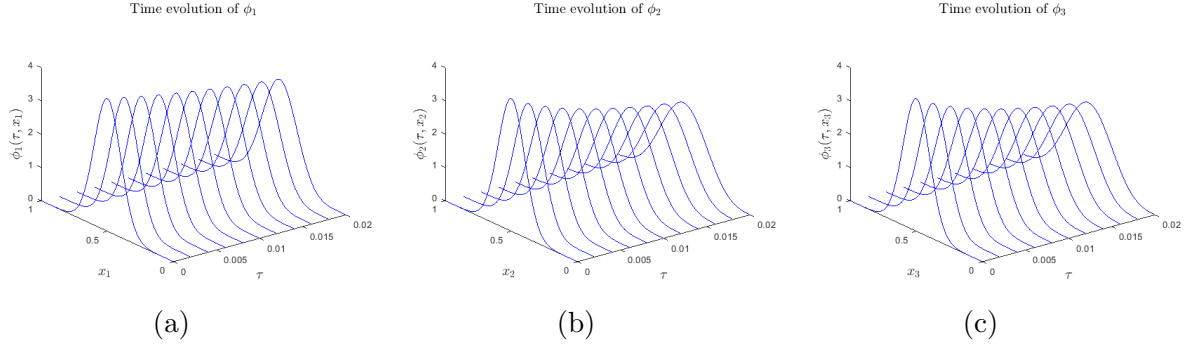 Time evolution of ϕ₁
4
3
2
1
0
ϕ₁(τ, x₁)
1
0.5
0
x₁
0
0.005
0.01
0.015
0.02
τ
(a)
Time evolution of ϕ₂
4
3
2
1
0
ϕ₂(τ, x₂)
1
0.5
0
x₂
0
0.005
0.01
0.015
0.02
τ
(b)
Time evolution of ϕ₃
4
3
2
1
0
ϕ₃(τ, x₃)
1
0.5
0
x₃
0
0.005
0.01
0.015
0.02
τ
(c)